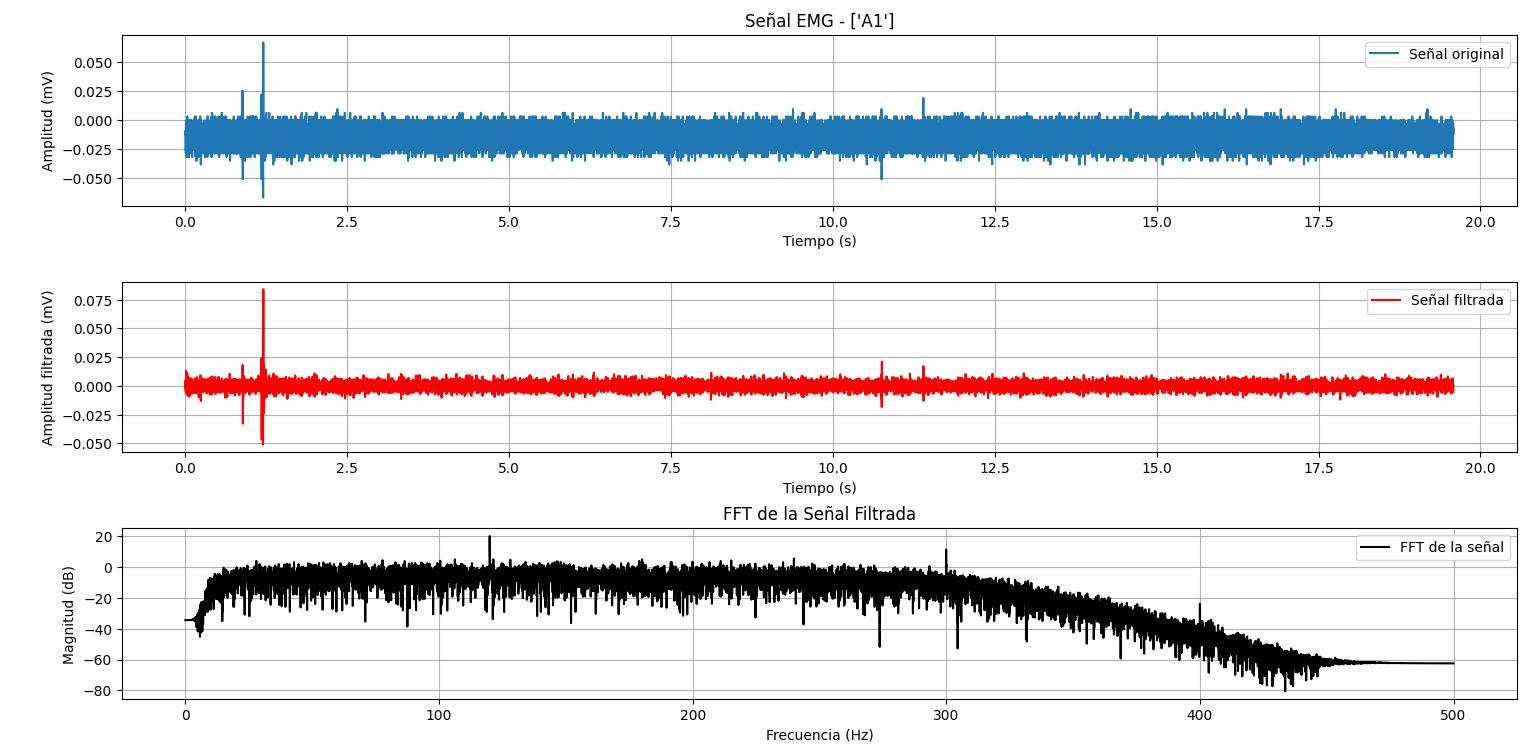 Señal EMG - ['A1']
Amplitud (mV)
0.050
0.025
0.000
−0.025
−0.050
Señal original
0.0 2.5 5.0 7.5 10.0 12.5 15.0 17.5 20.0
Tiempo (s)
Amplitud filtrada (mV)
0.075
0.050
0.025
0.000
−0.025
−0.050
Señal filtrada
0.0 2.5 5.0 7.5 10.0 12.5 15.0 17.5 20.0
Tiempo (s)
FFT de la Señal Filtrada
Magnitud (dB)
20
0
−20
−40
−60
−80
FFT de la señal
0 100 200 300 400 500
Frecuencia (Hz)